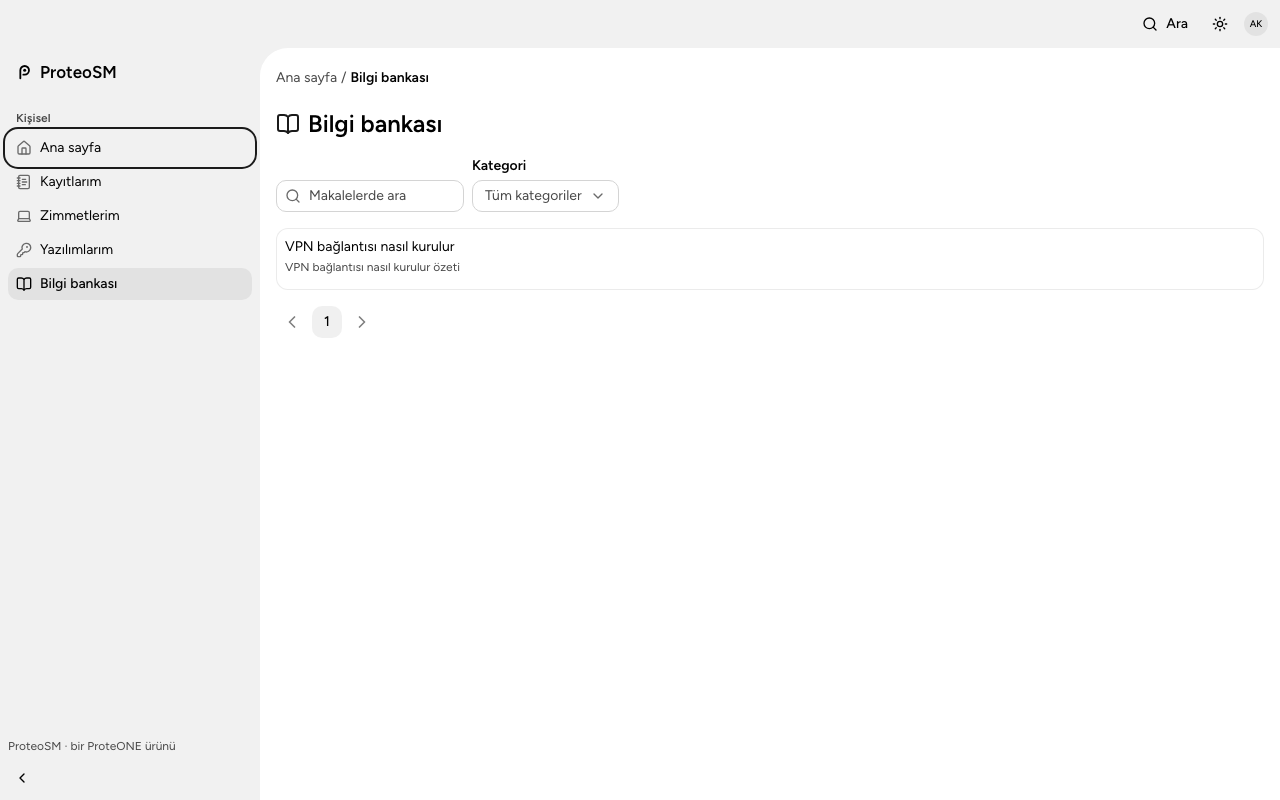 Ara
AK
ProteoSM
Kişisel
Ana sayfa
Kayıtlarım
Zimmetlerim
Yazılımlarım
Bilgi bankası
ProteoSM · bir ProteONE ürünü
Ana sayfa / Bilgi bankası
Bilgi bankası
Kategori
Makalelerde ara
Tüm kategoriler
VPN bağlantısı nasıl kurulur
VPN bağlantısı nasıl kurulur özeti
1